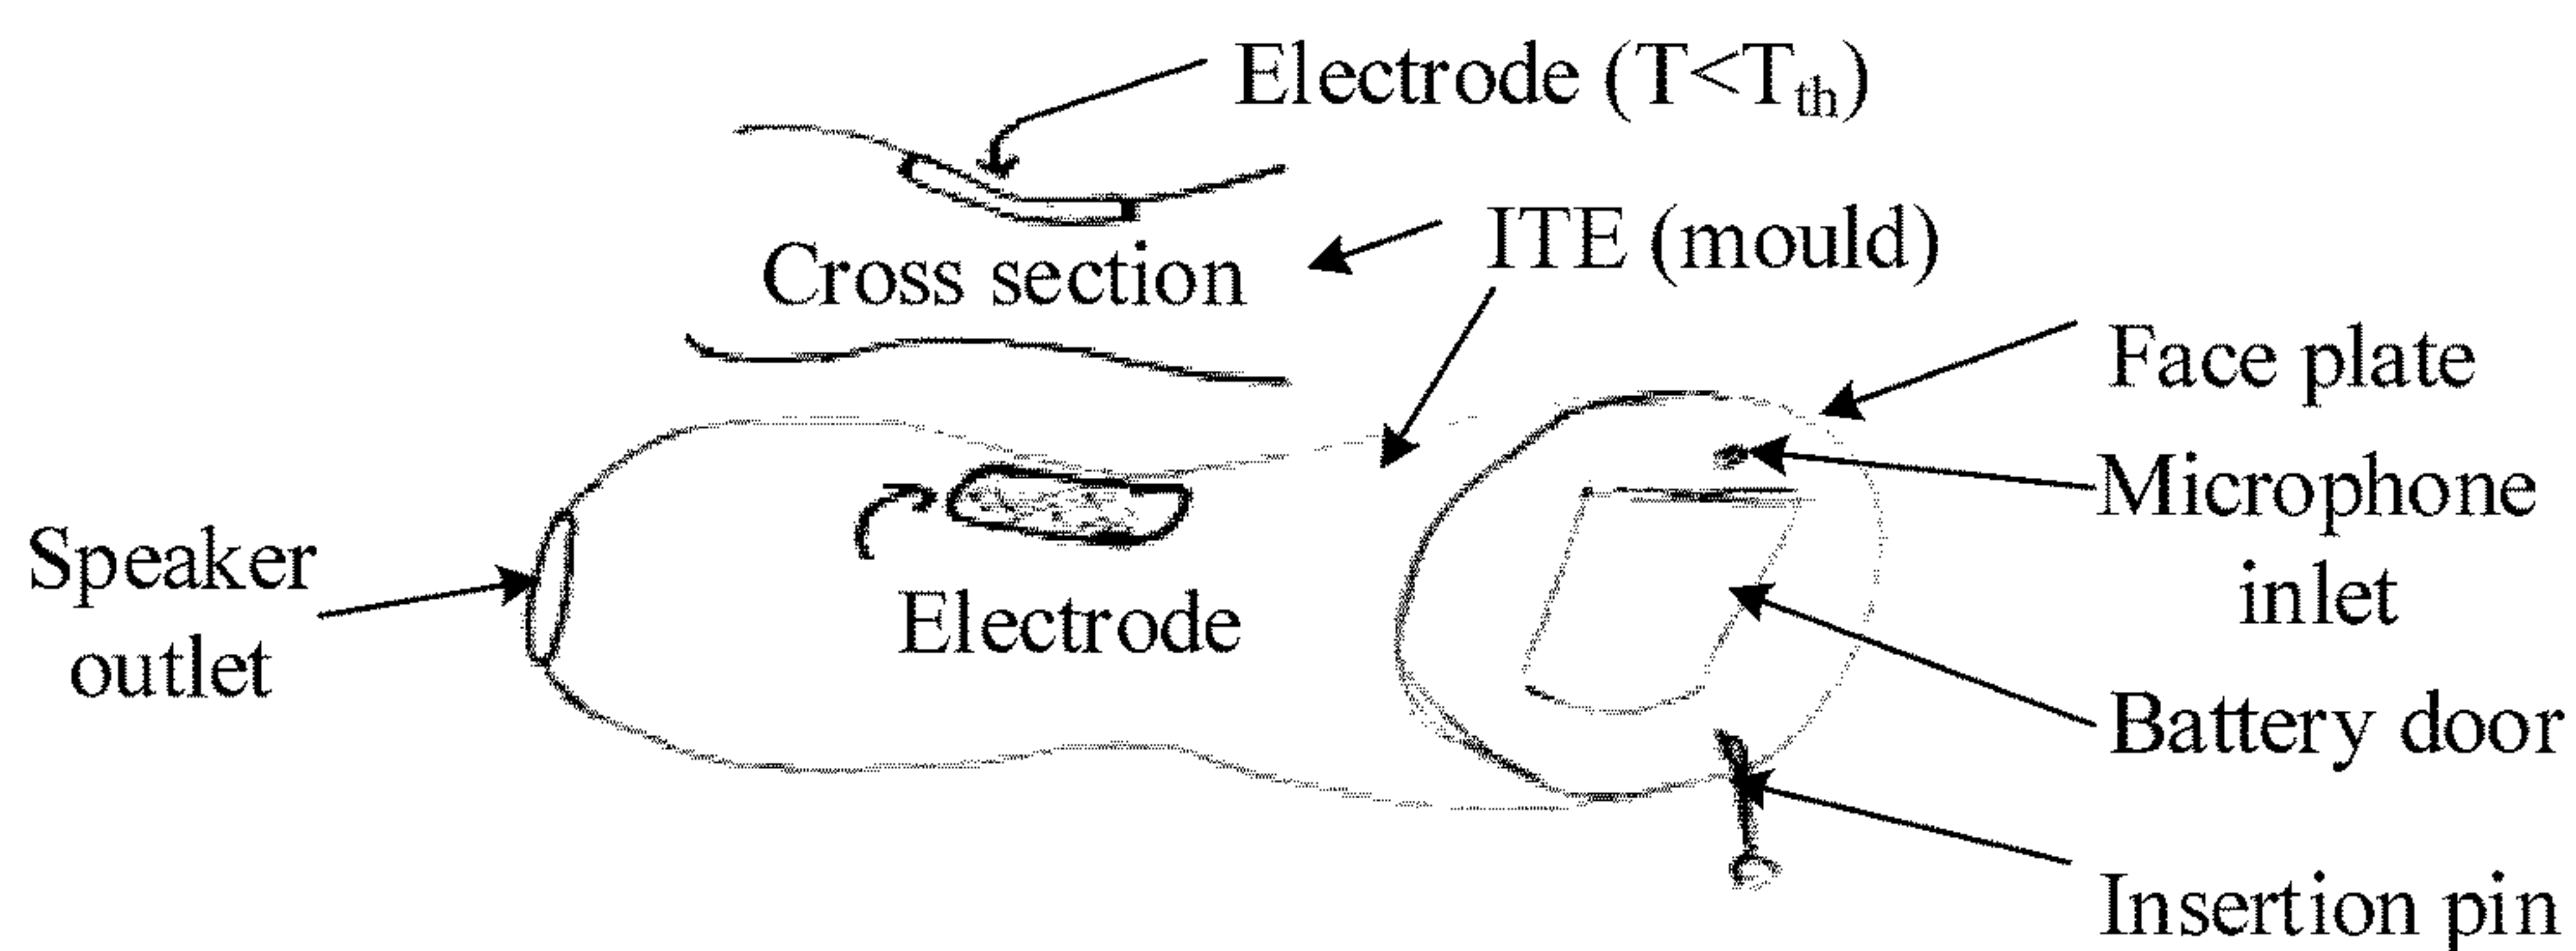 Electrode (T<Tth)
ITE (mould)
Cross section
Face plate
Microphone
inlet
Speaker
outlet
Electrode
Battery door
Insertion pin